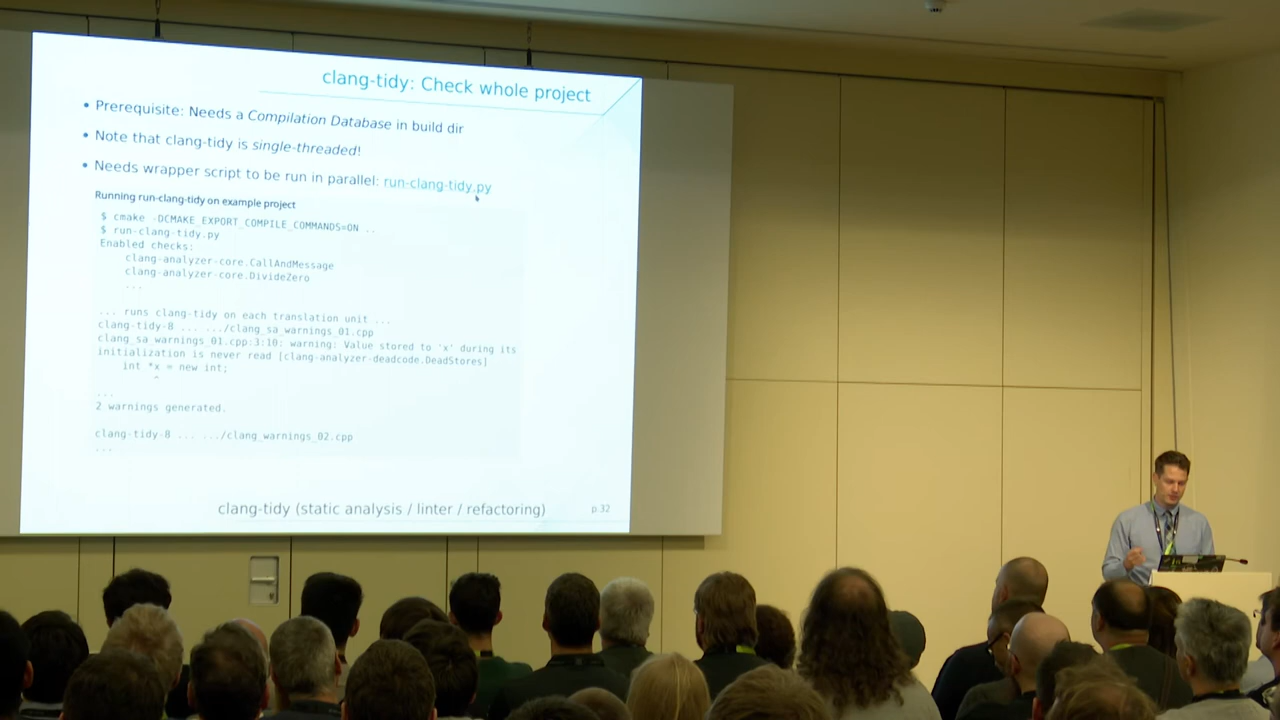 clang-tidy: Check whole project
• Prerequisite: Needs a Compilation Database in build dir
• Note that clang-tidy is single-threaded!
• Needs wrapper script to be run in parallel: run-clang-tidy.py
Running run-clang-tidy on example project
$ cmake -DCMAKE_EXPORT_COMPILE_COMMANDS=ON ..
$ run-clang-tidy.py
Enabled checks:
clang-analyzer-core.CallAndMessage
clang-analyzer-core.DivideZero
...
... runs clang-tidy on each translation unit ...
clang-tidy-8 ... .../clang_sa_warnings_01.cpp
clang_sa_warnings_01.cpp:3:10: warning: Value stored to 'x' during its
initialization is never read [clang-analyzer-deadcode.DeadStores]
int *x = new int;
^
...
2 warnings generated.
clang-tidy-8 ... .../clang_warnings_02.cpp
...
clang-tidy (static analysis / linter / refactoring)
p.32